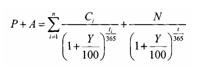 P + A = \sum_{i=1}^{n} \frac{C_i}{\left(1 + \frac{Y}{100}\right)^{\frac{t_i}{365}}} + \frac{N}{\left(1 + \frac{Y}{100}\right)^{\frac{t_n}{365}}}